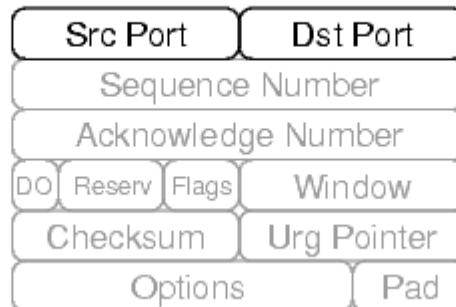 Src Port Dst Port
Sequence Number
Acknowledge Number
DO Reserv Flags Window
Checksum Urg Pointer
Options Pad